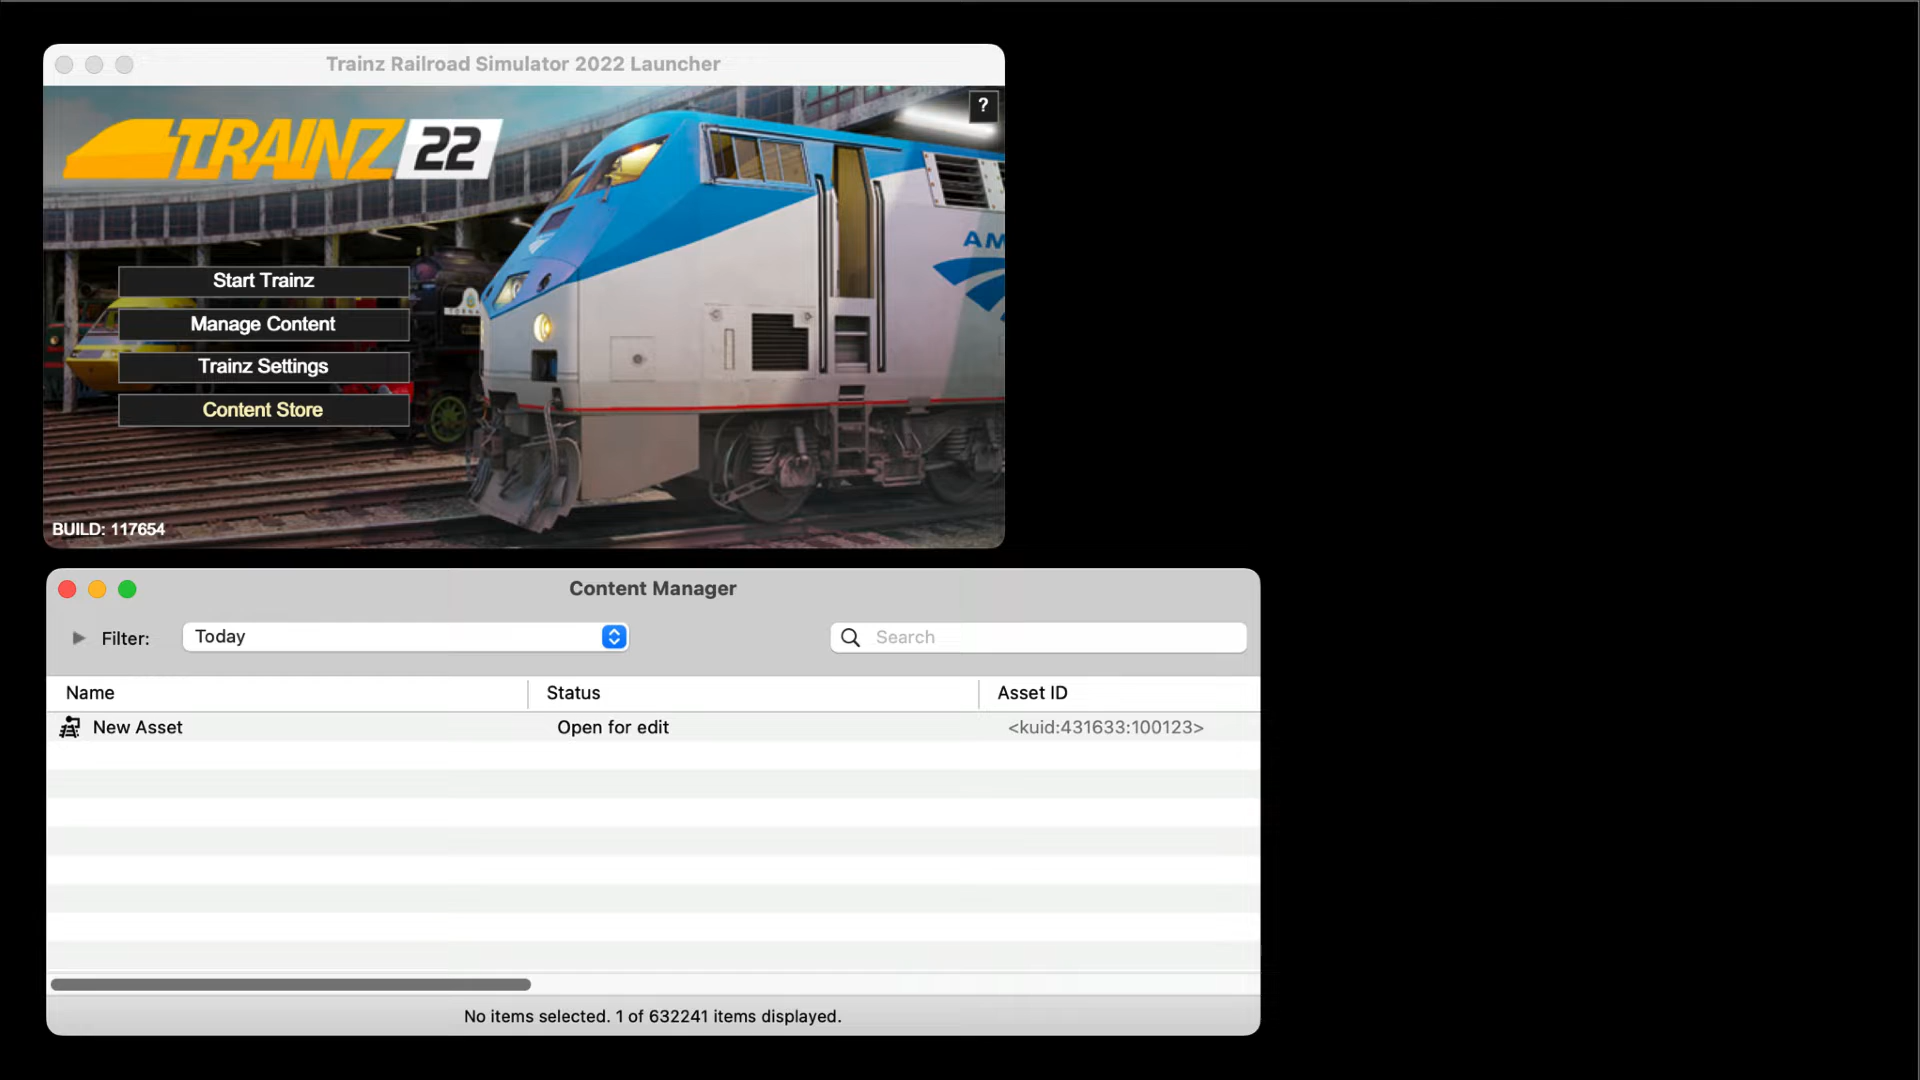 Trainz Railroad Simulator 2022 Launcher
?
TRAINZ 22
AM
Start Trainz
Manage Content
Trainz Settings
Content Store
BUILD: 117654
Content Manager
Filter: Today Search
Name Status Asset ID
New Asset Open for edit <kuid:431633:100123>
No items selected. 1 of 632241 items displayed.